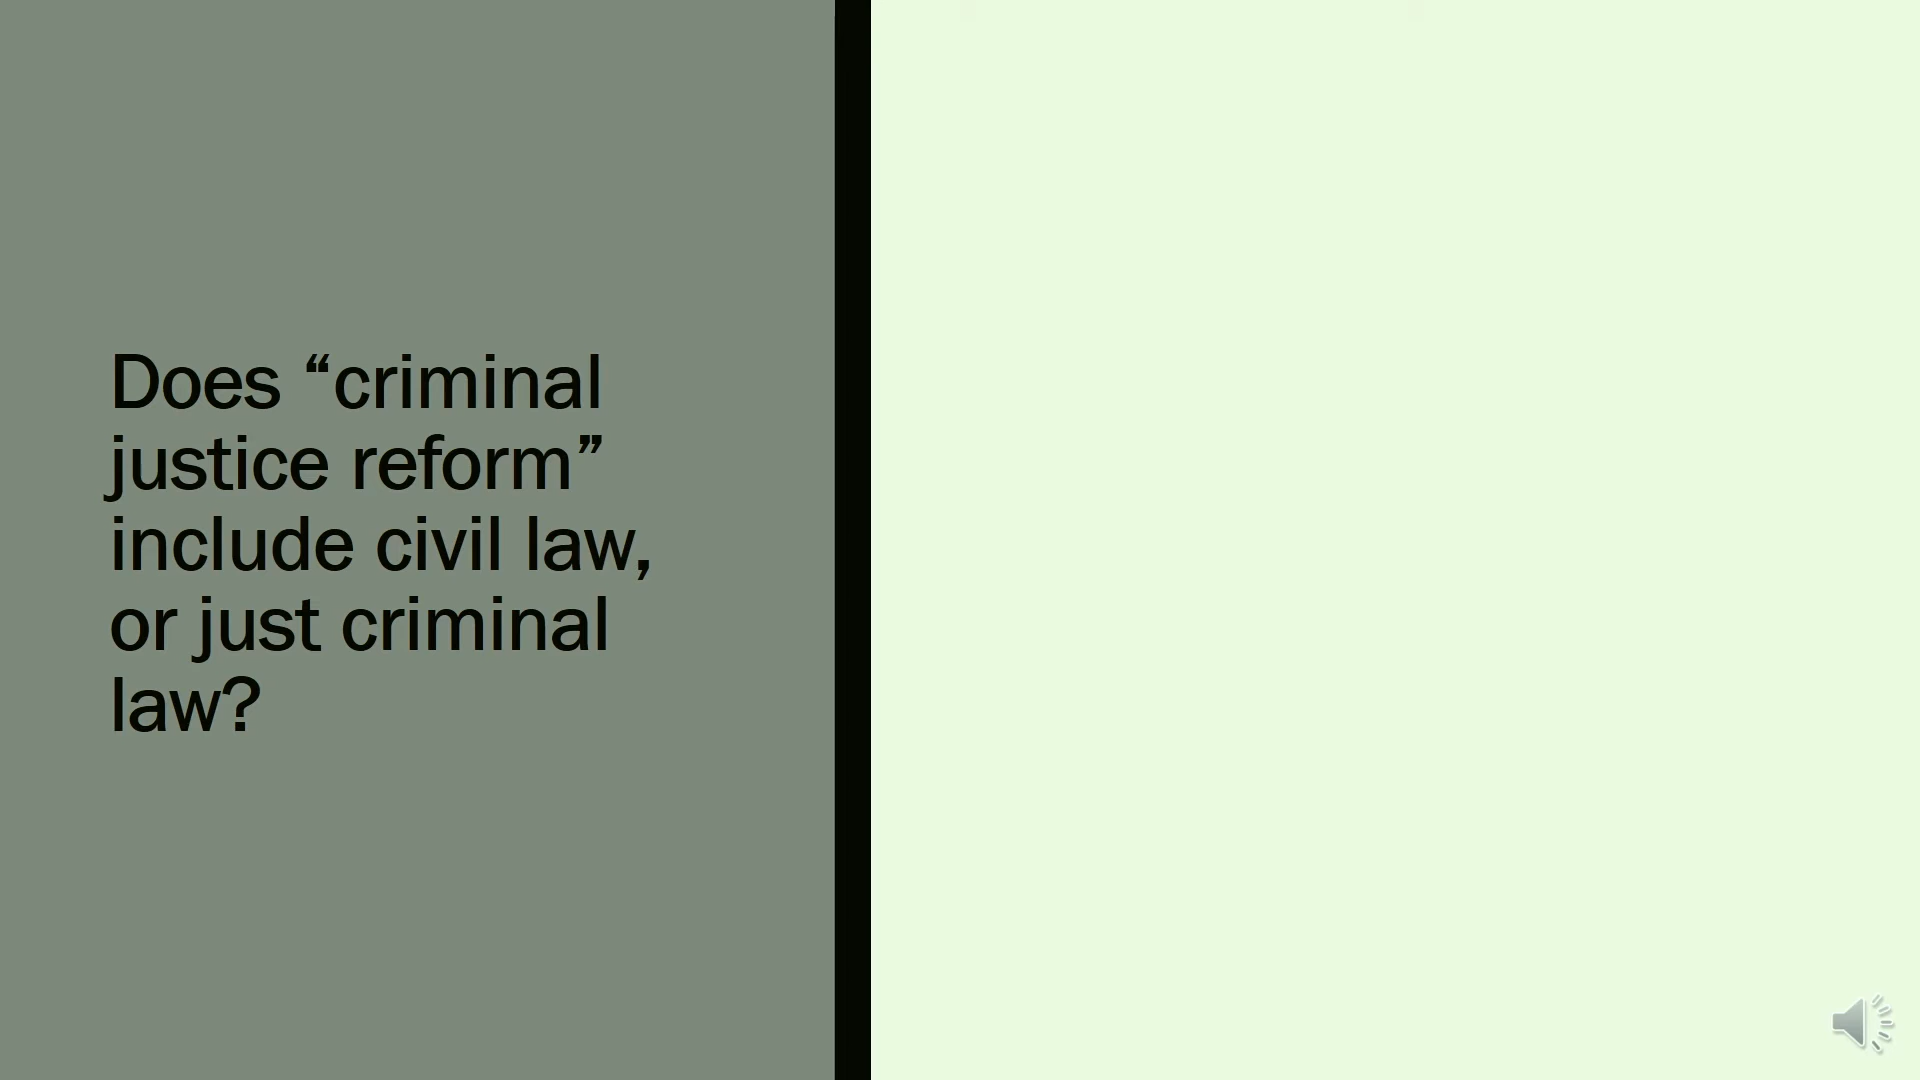 Does “criminal
justice reform”
include civil law,
or just criminal
law?